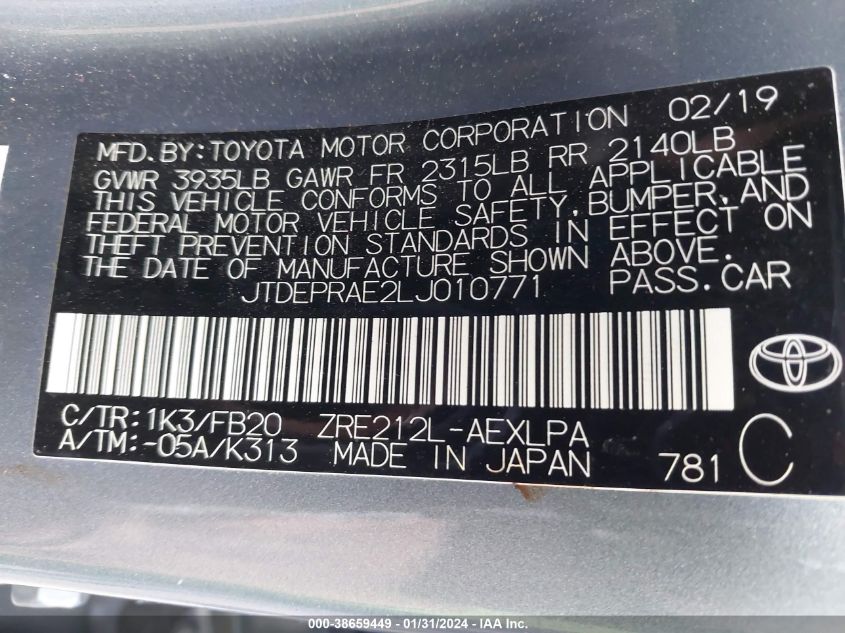 02/19
MFD.BY:TOYOTA MOTOR CORPORATION
GVWR 3935LB GAWR FR 2315LB RR 2140LB
THIS VEHICLE CONFORMS TO ALL APPLICABLE
FEDERAL MOTOR VEHICLE SAFETY,BUMPER,AND
THEFT PREVENTION STANDARDS IN EFFECT ON
THE DATE OF MANUFACTURE SHOWN ABOVE.
JTDEPRAE2LJ010771 PASS.CAR
C/TR:1K3/FB20 ZRE212L-AEXLPA
A/TM:-05A/K313 MADE IN JAPAN 781 C
000-38659449 - 01/31/2024 - IAA Inc.